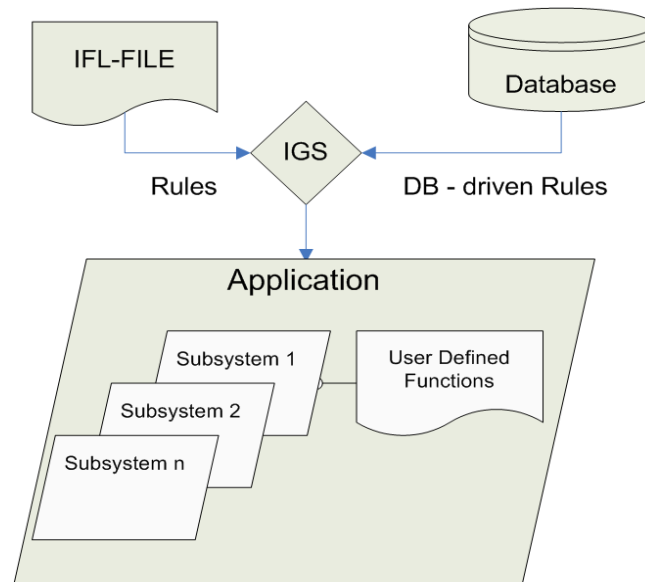 IFL-FILE
Database
IGS
Rules
DB - driven Rules
Application
Subsystem 1
User Defined
Functions
Subsystem 2
Subsystem n